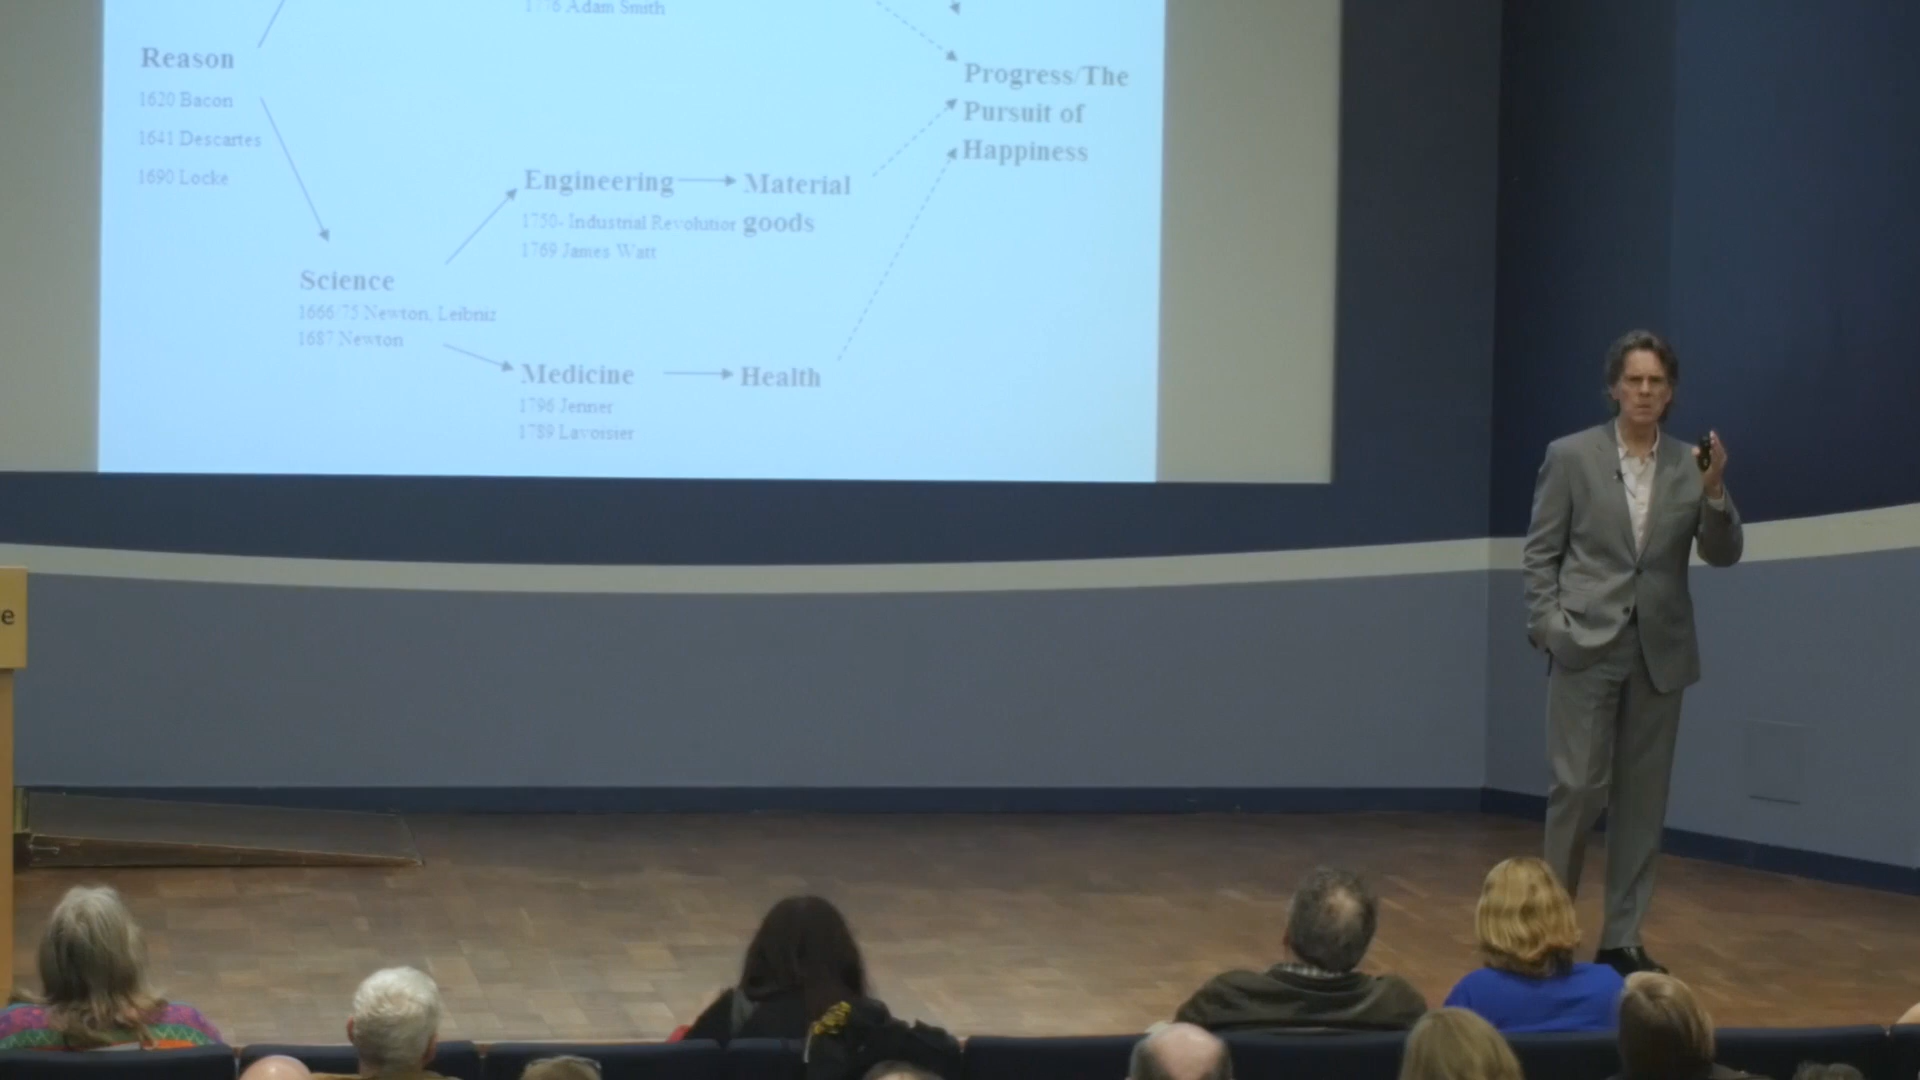 1776 Adam Smith
Reason
1620 Bacon
1641 Descartes
1690 Locke
Progress/The
Pursuit of
Happiness
Engineering
1750- Industrial Revolution
1769 James Watt
Material
goods
Science
1666/75 Newton, Leibniz
1687 Newton
Medicine
1796 Jenner
1789 Lavoisier
Health
e